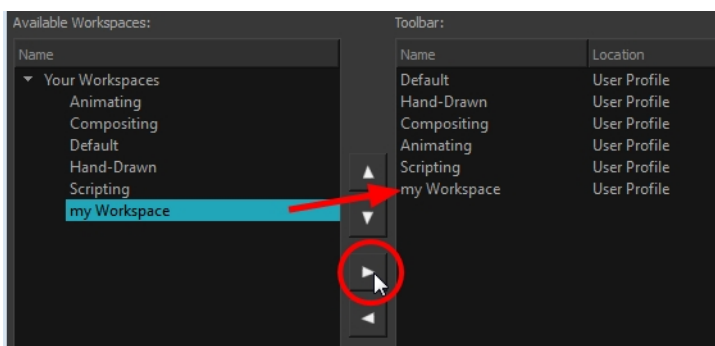 Available Workspaces:
Name
Your Workspaces
Animating
Compositing
Default
Hand-Drawn
Scripting
my Workspace
Toolbar:
Name Location
Default User Profile
Hand-Drawn User Profile
Compositing User Profile
Animating User Profile
Scripting User Profile
my Workspace User Profile